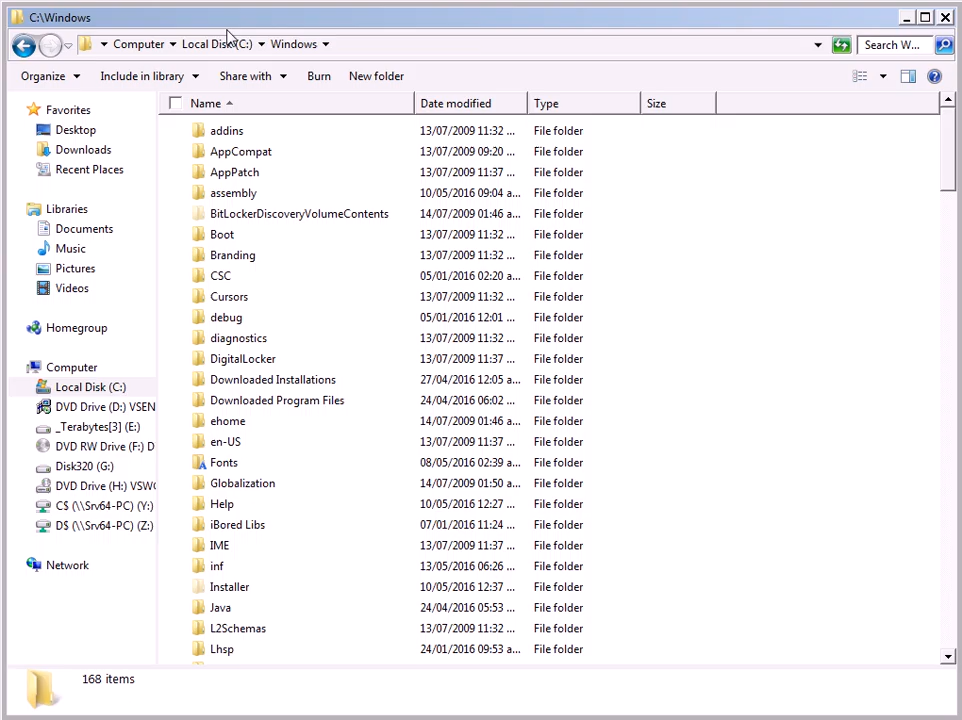 C:\Windows
Computer Local Disk (C:) Windows
Search W...
Organize Include in library Share with Burn New folder
Name Date modified Type Size
Favorites
Desktop
Downloads
Recent Places
Libraries
Documents
Music
Pictures
Videos
Homegroup
Computer
Local Disk (C:)
DVD Drive (D:) VSEN
_Terabytes[3] (E:)
DVD RW Drive (F:) D
Disk320 (G:)
DVD Drive (H:) VSWO
C$ (\\Srv64-PC) (Y:)
D$ (\\Srv64-PC) (Z:)
Network
addins 13/07/2009 11:32 ... File folder
AppCompat 13/07/2009 09:20 ... File folder
AppPatch 13/07/2009 11:37 ... File folder
assembly 10/05/2016 09:04 a... File folder
BitLockerDiscoveryVolumeContents 14/07/2009 01:46 a... File folder
Boot 13/07/2009 11:32 ... File folder
Branding 13/07/2009 11:32 ... File folder
CSC 05/01/2016 02:20 a... File folder
Cursors 13/07/2009 11:32 ... File folder
debug 05/01/2016 12:01 ... File folder
diagnostics 13/07/2009 11:32 ... File folder
DigitalLocker 13/07/2009 11:37 ... File folder
Downloaded Installations 27/04/2016 12:05 a... File folder
Downloaded Program Files 24/04/2016 06:02 ... File folder
ehome 14/07/2009 01:46 a... File folder
en-US 13/07/2009 11:37 ... File folder
Fonts 08/05/2016 02:39 a... File folder
Globalization 14/07/2009 01:50 a... File folder
Help 10/05/2016 12:27 ... File folder
iBored Libs 07/01/2016 11:24 ... File folder
IME 13/07/2009 11:37 ... File folder
inf 13/05/2016 06:26 ... File folder
Installer 10/05/2016 12:37 ... File folder
Java 24/04/2016 05:53 ... File folder
L2Schemas 13/07/2009 11:32 ... File folder
Lhsp 24/01/2016 09:53 ... File folder
168 items